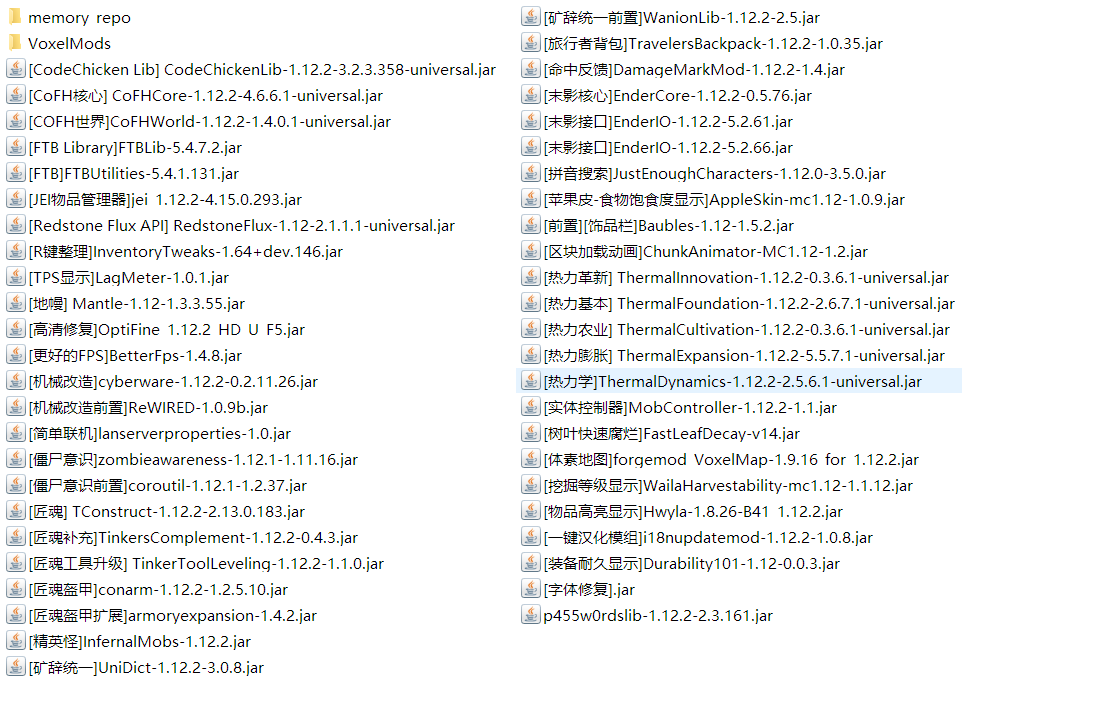 memory_repo
VoxelMods
[CodeChicken Lib] CodeChickenLib-1.12.2-3.2.3.358-universal.jar
[CoFH核心] CoFHCore-1.12.2-4.6.6.1-universal.jar
[COFH世界]CoFHWorld-1.12.2-1.4.0.1-universal.jar
[FTB Library]FTBLib-5.4.7.2.jar
[FTB]FTBUtilities-5.4.1.131.jar
[JEI物品管理器]jei_1.12.2-4.15.0.293.jar
[Redstone Flux API] RedstoneFlux-1.12-2.1.1.1-universal.jar
[R键整理]InventoryTweaks-1.64+dev.146.jar
[TPS显示]LagMeter-1.0.1.jar
[地幔] Mantle-1.12-1.3.3.55.jar
[高清修复]OptiFine_1.12.2_HD_U_F5.jar
[更好的FPS]BetterFps-1.4.8.jar
[机械改造]cyberware-1.12.2-0.2.11.26.jar
[机械改造前置]ReWIRED-1.0.9b.jar
[简单联机]lanserverproperties-1.0.jar
[僵尸意识]zombieawareness-1.12.1-1.11.16.jar
[僵尸意识前置]coroutil-1.12.1-1.2.37.jar
[匠魂] TConstruct-1.12.2-2.13.0.183.jar
[匠魂补充]TinkersComplement-1.12.2-0.4.3.jar
[匠魂工具升级] TinkerToolLeveling-1.12.2-1.1.0.jar
[匠魂盔甲]conarm-1.12.2-1.2.5.10.jar
[匠魂盔甲扩展]armoryexpansion-1.4.2.jar
[精英怪]InfernalMobs-1.12.2.jar
[矿辞统一]UniDict-1.12.2-3.0.8.jar
[矿辞统一前置]WanionLib-1.12.2-2.5.jar
[旅行者背包]TravelersBackpack-1.12.2-1.0.35.jar
[命中反馈]DamageMarkMod-1.12.2-1.4.jar
[末影核心]EnderCore-1.12.2-0.5.76.jar
[末影接口]EnderIO-1.12.2-5.2.61.jar
[末影接口]EnderIO-1.12.2-5.2.66.jar
[拼音搜索]JustEnoughCharacters-1.12.0-3.5.0.jar
[苹果皮-食物饱食度显示]AppleSkin-mc1.12-1.0.9.jar
[前置][饰品栏]Baubles-1.12-1.5.2.jar
[区块加载动画]ChunkAnimator-MC1.12-1.2.jar
[热力革新] ThermalInnovation-1.12.2-0.3.6.1-universal.jar
[热力基本] ThermalFoundation-1.12.2-2.6.7.1-universal.jar
[热力农业] ThermalCultivation-1.12.2-0.3.6.1-universal.jar
[热力膨胀] ThermalExpansion-1.12.2-5.5.7.1-universal.jar
[热力学]ThermalDynamics-1.12.2-2.5.6.1-universal.jar
[实体控制器]MobController-1.12.2-1.1.jar
[树叶快速腐烂]FastLeafDecay-v14.jar
[体素地图]forgemod_VoxelMap-1.9.16_for_1.12.2.jar
[挖掘等级显示]WailaHarvestability-mc1.12-1.1.12.jar
[物品高亮显示]Hwyla-1.8.26-B41_1.12.2.jar
[一键汉化模组]i18nupdatemod-1.12.2-1.0.8.jar
[装备耐久显示]Durability101-1.12-0.0.3.jar
[字体修复].jar
p455w0rdslib-1.12.2-2.3.161.jar